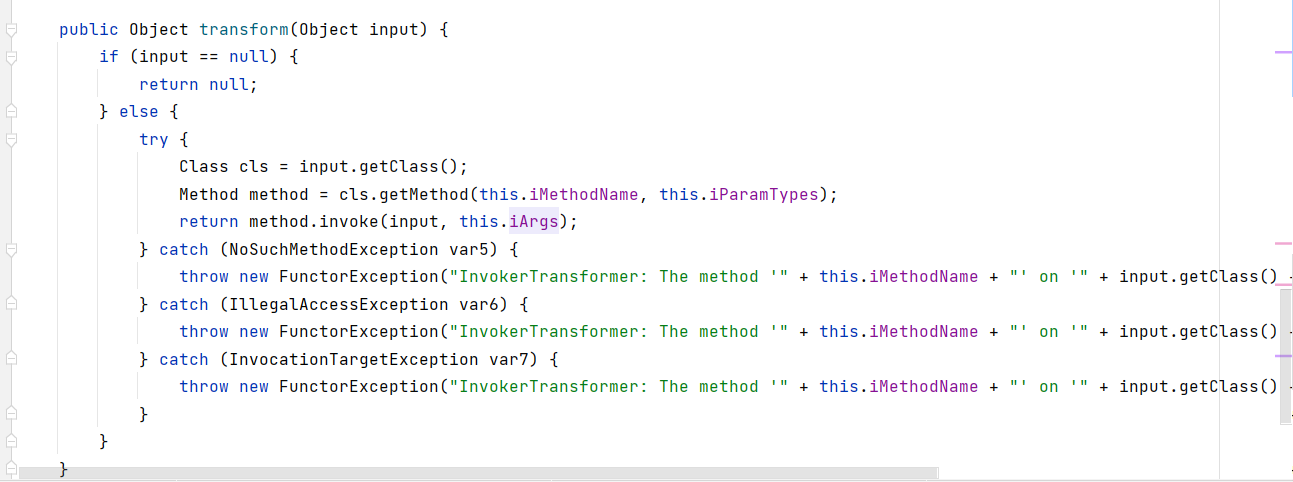 public Object transform(Object input) {
if (input == null) {
return null;
} else {
try {
Class cls = input.getClass();
Method method = cls.getMethod(this.iMethodName, this.iParamTypes);
return method.invoke(input, this.iArgs);
} catch (NoSuchMethodException var5) {
throw new FunctorException("InvokerTransformer: The method '" + this.iMethodName + "' on '" + input.getClass()
} catch (IllegalAccessException var6) {
throw new FunctorException("InvokerTransformer: The method '" + this.iMethodName + "' on '" + input.getClass()
} catch (InvocationTargetException var7) {
throw new FunctorException("InvokerTransformer: The method '" + this.iMethodName + "' on '" + input.getClass()
}
}
}